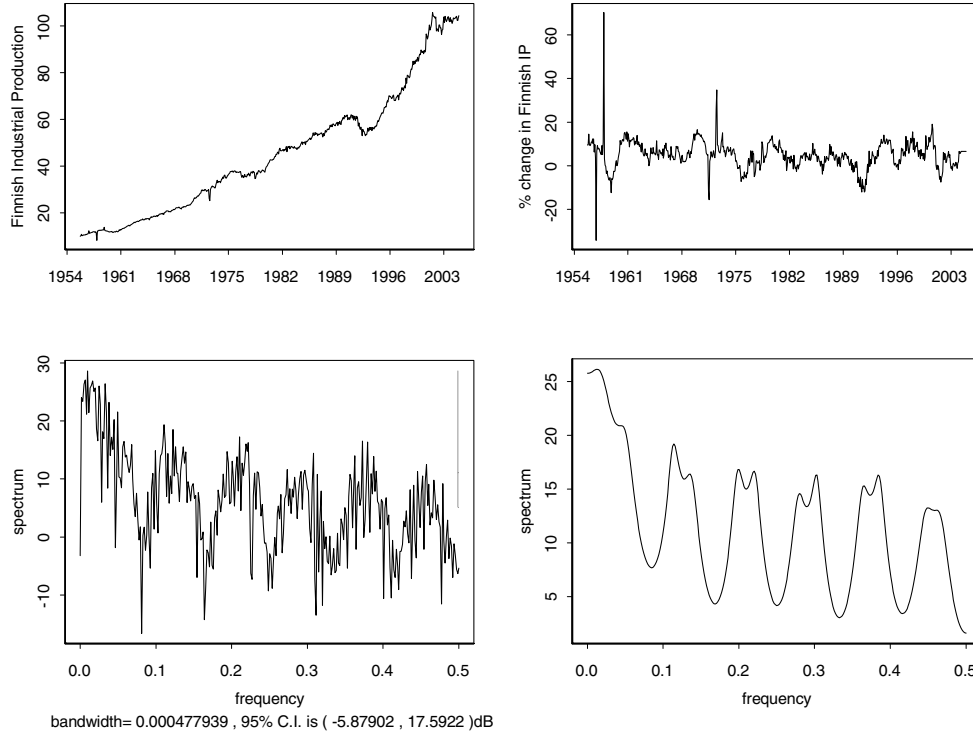 Finnish Industrial Production
20 40 60 80 100
1954 1961 1968 1975 1982 1989 1996 2003
% change in Finnish IP
-20 0 20 40 60
1954 1961 1968 1975 1982 1989 1996 2003
spectrum
-10 0 10 20 30
0.0 0.1 0.2 0.3 0.4 0.5
frequency
bandwidth= 0.000477939 , 95% C.I. is ( -5.87902 , 17.5922 )dB
spectrum
5 10 15 20 25
0.0 0.1 0.2 0.3 0.4 0.5
frequency